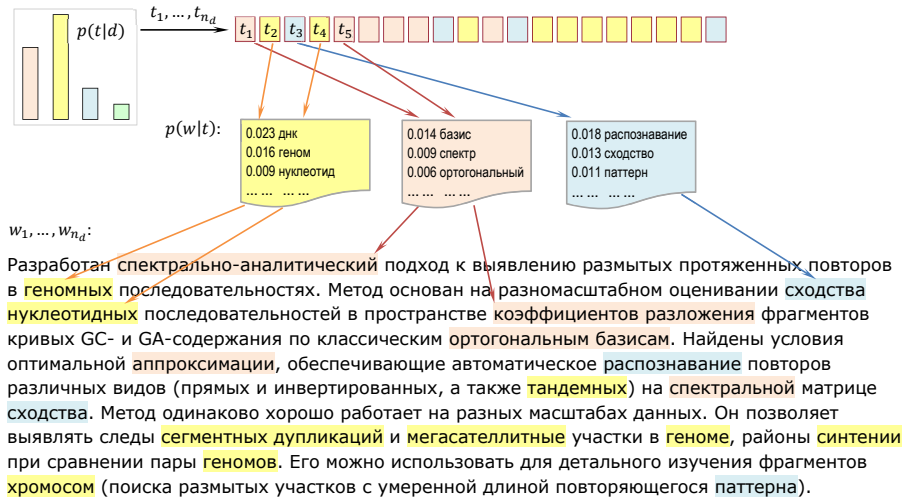 p(t|d)
t₁, ..., tₙ_d
t₁ t₂ t₃ t₄ t₅
p(w|t):
0.023 днк
0.016 геном
0.009 нуклеотид
... ... ... ...
0.014 базис
0.009 спектр
0.006 ортогональный
... ... ... ...
0.018 распознавание
0.013 сходство
0.011 паттерн
... ... ... ...
w₁, ..., wₙ_d:
Разработан спектрально-аналитический подход к выявлению размытых протяженных повторов
в геномных последовательностях. Метод основан на разномасштабном оценивании сходства
нуклеотидных последовательностей в пространстве коэффициентов разложения фрагментов
кривых GC- и GA-содержания по классическим ортогональным базисам. Найдены условия
оптимальной аппроксимации, обеспечивающие автоматическое распознавание повторов
различных видов (прямых и инвертированных, а также тандемных) на спектральной матрице
сходства. Метод одинаково хорошо работает на разных масштабах данных. Он позволяет
выявлять следы сегментных дупликаций и мегасателлитные участки в геноме, районы синтении
при сравнении пары геномов. Его можно использовать для детального изучения фрагментов
хромосом (поиска размытых участков с умеренной длиной повторяющегося паттерна).